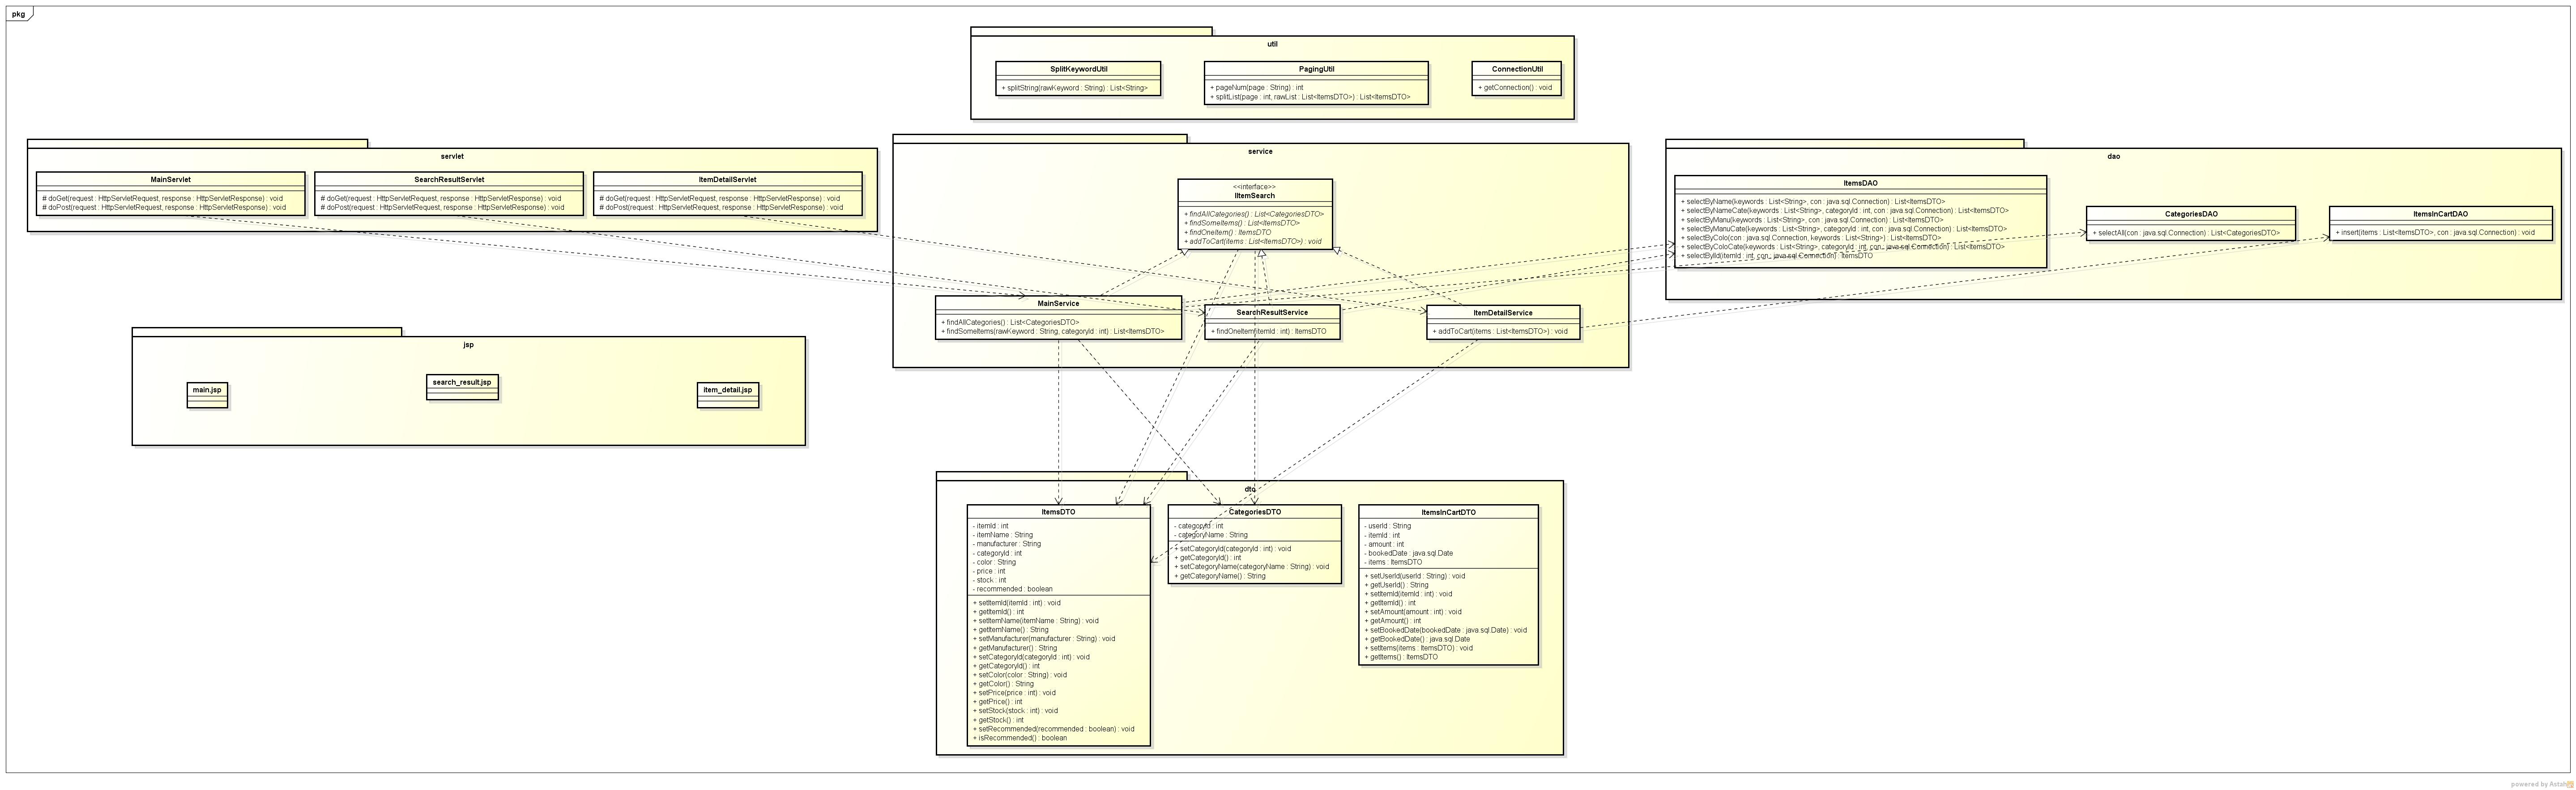 pkg
util
SplitKeywordUtil
+ splitString(rawKeyword : String) : List<String>
PagingUtil
+ pageNum(page : String) : int
+ splitList(page : int, rawList : List<ItemsDTO>) : List<ItemsDTO>
ConnectionUtil
+ getConnection() : void
servlet
MainServlet
# doGet(request : HttpServletRequest, response : HttpServletResponse) : void
# doPost(request : HttpServletRequest, response : HttpServletResponse) : void
SearchResultServlet
# doGet(request : HttpServletRequest, response : HttpServletResponse) : void
# doPost(request : HttpServletRequest, response : HttpServletResponse) : void
ItemDetailServlet
# doGet(request : HttpServletRequest, response : HttpServletResponse) : void
# doPost(request : HttpServletRequest, response : HttpServletResponse) : void
service
<<interface>>
IItemSearch
+ findAllCategories() : List<CategoriesDTO>
+ findSomeItems() : List<ItemsDTO>
+ findOneItem() : ItemsDTO
+ addToCart(items : List<ItemsDTO>) : void
MainService
+ findAllCategories() : List<CategoriesDTO>
+ findSomeItems(rawKeyword : String, categoryId : int) : List<ItemsDTO>
SearchResultService
+ findOneItem(itemId : int) : ItemsDTO
ItemDetailService
+ addToCart(items : List<ItemsDTO>) : void
dao
ItemsDAO
+ selectByName(keywords : List<String>, con : java.sql.Connection) : List<ItemsDTO>
+ selectByNameCate(keywords : List<String>, categoryId : int, con : java.sql.Connection) : List<ItemsDTO>
+ selectByManu(keywords : List<String>, con : java.sql.Connection) : List<ItemsDTO>
+ selectByManuCate(keywords : List<String>, categoryId : int, con : java.sql.Connection) : List<ItemsDTO>
+ selectByColo(con : java.sql.Connection, keywords : List<String>) : List<ItemsDTO>
+ selectByColoCate(keywords : List<String>, categoryId : int, con : java.sql.Connection) : List<ItemsDTO>
+ selectById(itemId : int, con : java.sql.Connection) : ItemsDTO
CategoriesDAO
+ selectAll(con : java.sql.Connection) : List<CategoriesDTO>
ItemsInCartDAO
+ insert(items : List<ItemsDTO>, con : java.sql.Connection) : void
jsp
main.jsp
search_result.jsp
item_detail.jsp
dto
ItemsDTO
- itemId : int
- itemName : String
- manufacturer : String
- categoryId : int
- color : String
- price : int
- stock : int
- recommended : boolean
+ setItemId(itemId : int) : void
+ getItemId() : int
+ setItemName(itemName : String) : void
+ getItemName() : String
+ setManufacturer(manufacturer : String) : void
+ getManufacturer() : String
+ setCategoryId(categoryId : int) : void
+ getCategoryId() : int
+ setColor(color : String) : void
+ getColor() : String
+ setPrice(price : int) : void
+ getPrice() : int
+ setStock(stock : int) : void
+ getStock() : int
+ setRecommended(recommended : boolean) : void
+ isRecommended() : boolean
CategoriesDTO
- categoryId : int
- categoryName : String
+ setCategoryId(categoryId : int) : void
+ getCategoryId() : int
+ setCategoryName(categoryName : String) : void
+ getCategoryName() : String
ItemsInCartDTO
- userId : String
- itemId : int
- amount : int
- bookedDate : java.sql.Date
- items : ItemsDTO
+ setUserId(userId : String) : void
+ getUserId() : String
+ setItemId(itemId : int) : void
+ getItemId() : int
+ setAmount(amount : int) : void
+ getAmount() : int
+ setBookedDate(bookedDate : java.sql.Date) : void
+ getBookedDate() : java.sql.Date
+ setItems(items : ItemsDTO) : void
+ getItems() : ItemsDTO
powered by Astah